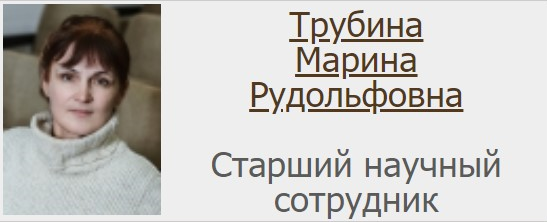 Трубина
Марина
Рудольфовна
Старший научный
сотрудник